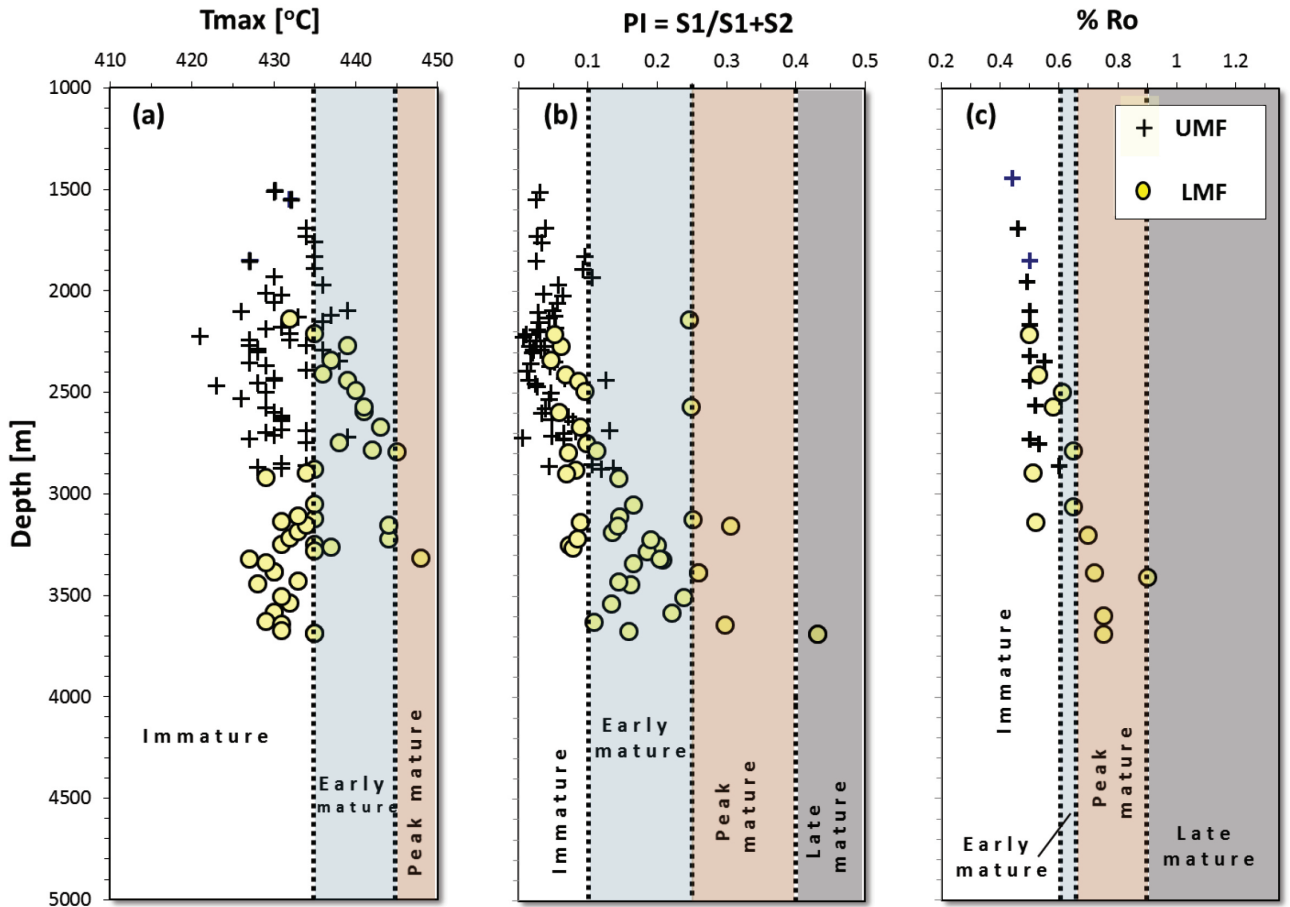 Tmax [°C]
410 420 430 440 450
PI = S1/S1+S2
0 0.1 0.2 0.3 0.4 0.5
% Ro
0.2 0.4 0.6 0.8 1 1.2
Depth [m]
1000
1500
2000
2500
3000
3500
4000
4500
5000
(a)
Immature
Early
mature
Peak mature
(b)
Immature
Early
mature
Peak
mature
Late
mature
(c)
UMF
LMF
Immature
Early
mature
Peak
mature
Late
mature